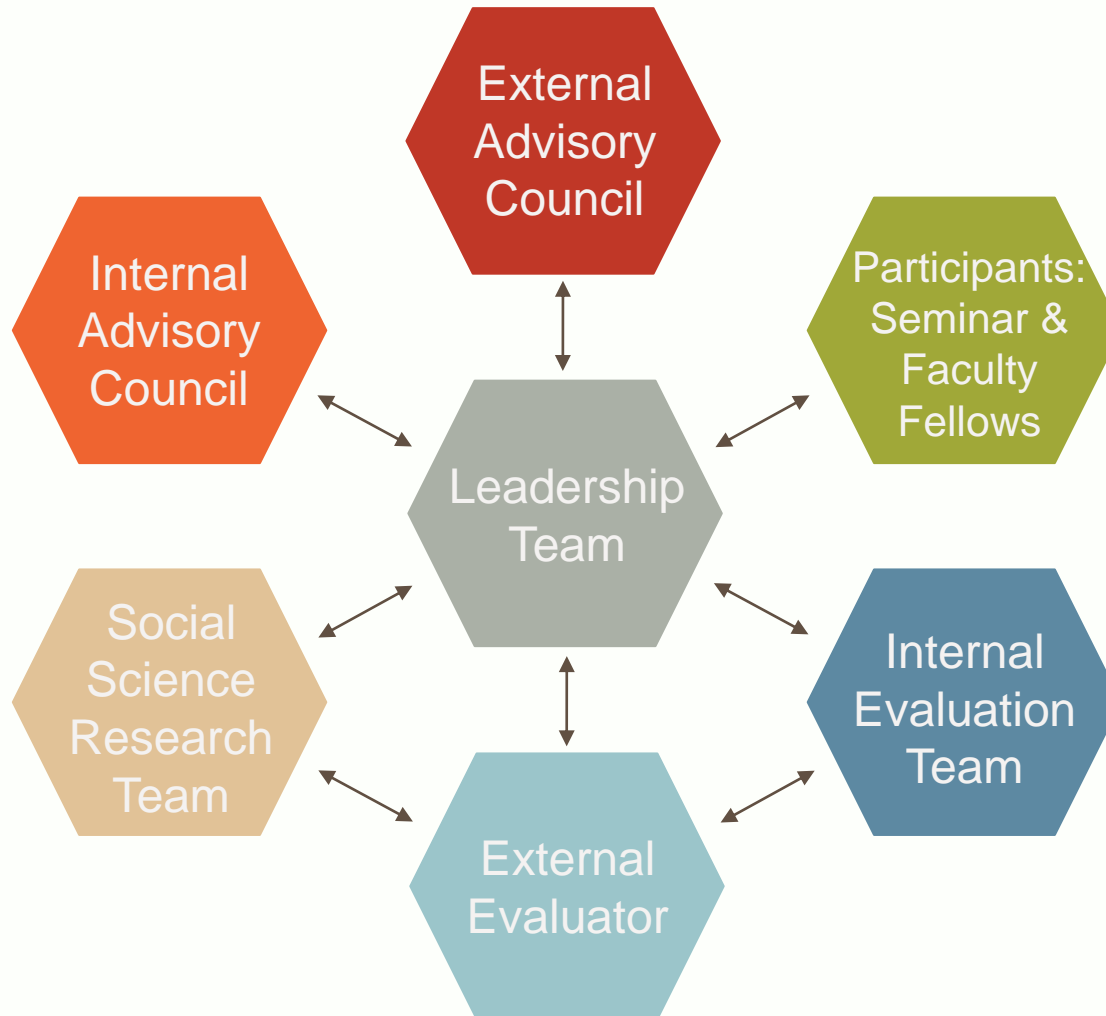 External
Advisory
Council
Internal
Advisory
Council
Participants:
Seminar &
Faculty
Fellows
Leadership
Team
Social
Science
Research
Team
Internal
Evaluation
Team
External
Evaluator